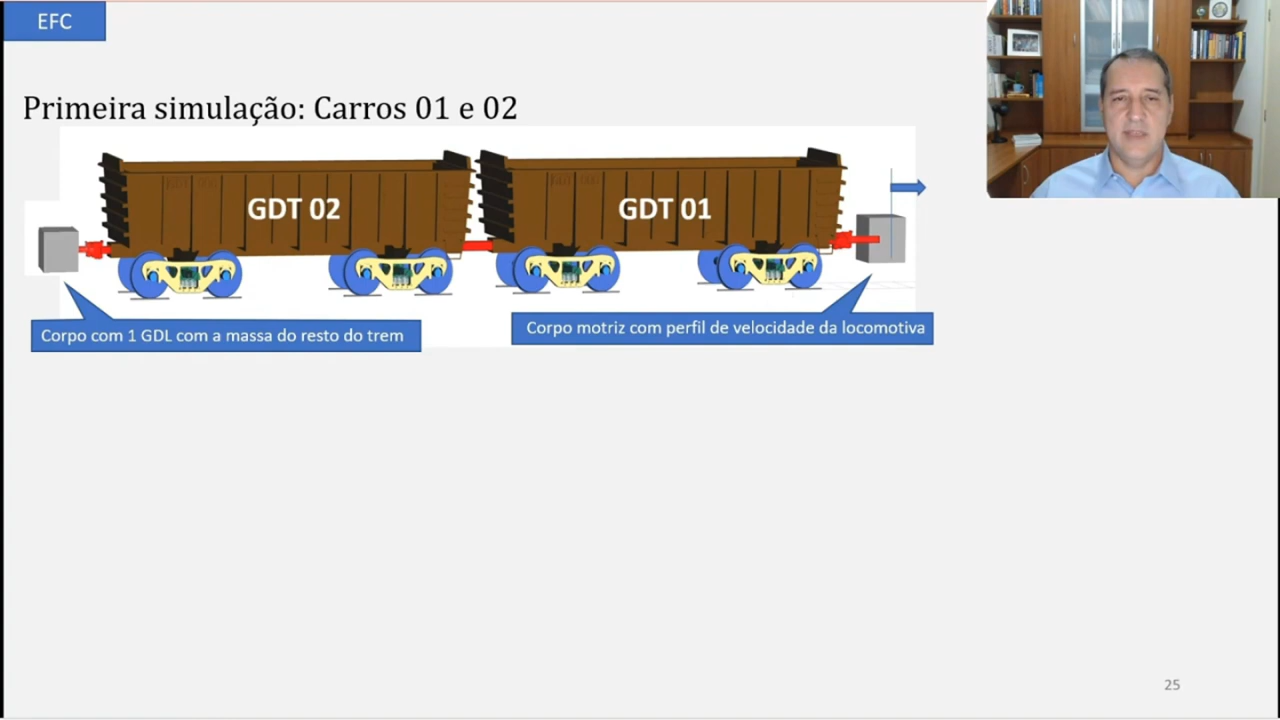 EFC
Primeira simulação: Carros 01 e 02
GDT 02
GDT 01
Corpo com 1 GDL com a massa do resto do trem
Corpo motriz com perfil de velocidade da locomotiva
25